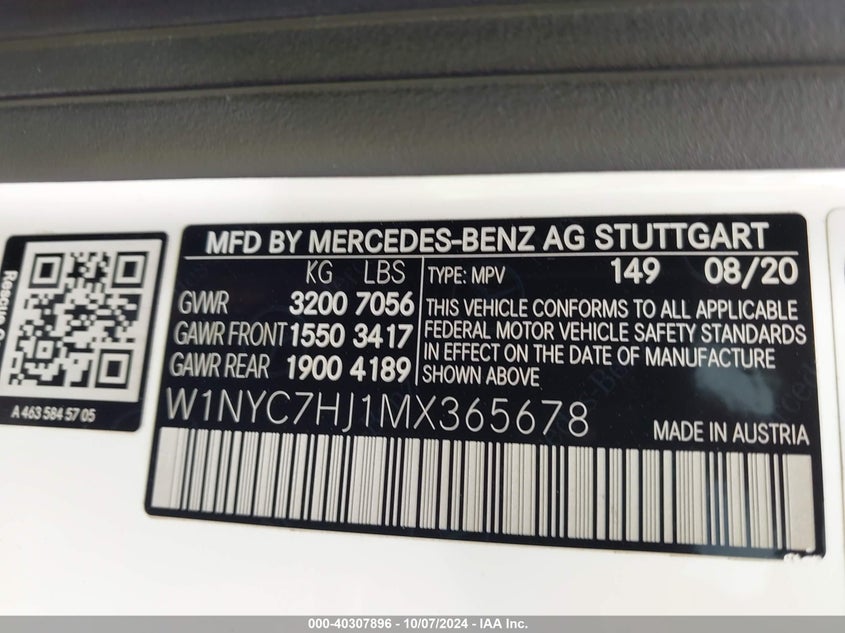 MFD BY MERCEDES-BENZ AG STUTTGART
KG LBS
GVWR 3200 7056
GAWR FRONT 1550 3417
GAWR REAR 1900 4189
TYPE: MPV 149 08/20
THIS VEHICLE CONFORMS TO ALL APPLICABLE
FEDERAL MOTOR VEHICLE SAFETY STANDARDS
IN EFFECT ON THE DATE OF MANUFACTURE
SHOWN ABOVE
W1NYC7HJ1MX365678
MADE IN AUSTRIA
A 463 584 57 05
000-40307896 - 10/07/2024 - IAA Inc.